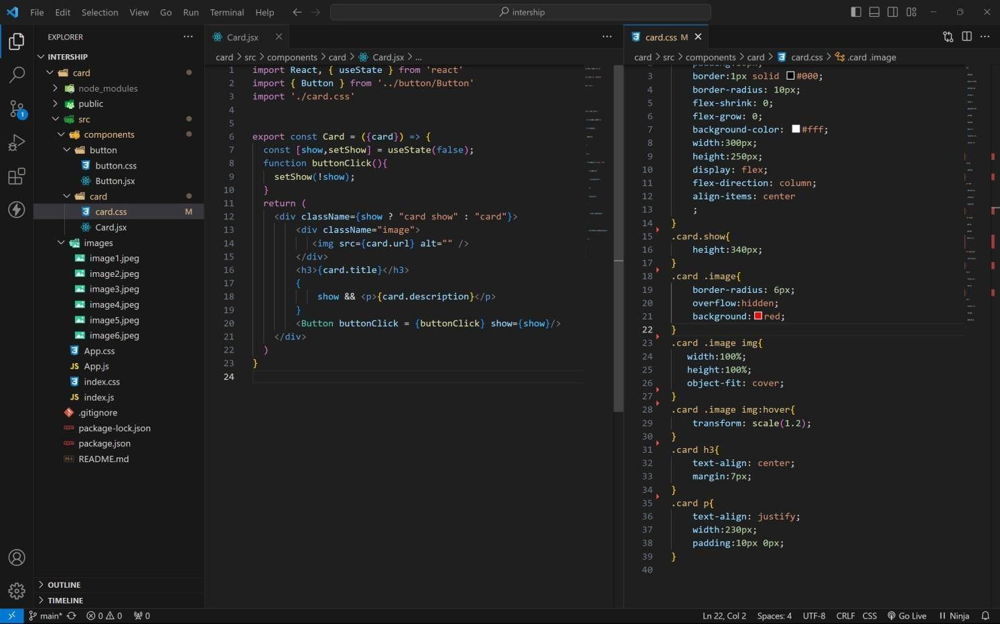 File Edit Selection View Go Run Terminal Help
intership
EXPLORER
INTERSHIP
card
node_modules
public
src
components
button
button.css
Button.jsx
card
card.css M
Card.jsx
images
image1.jpeg
image2.jpeg
image3.jpeg
image4.jpeg
image5.jpeg
image6.jpeg
App.css
JS App.js
index.css
JS index.js
.gitignore
package-lock.json
package.json
README.md
OUTLINE
TIMELINE
Card.jsx
card > src > components > card > Card.jsx > ...
1 import React, { useState } from 'react'
2 import { Button } from '../button/Button'
3 import './card.css'
4
5
6 export const Card = ({card}) => {
7 const [show,setShow] = useState(false);
8 function buttonClick(){
9 setShow(!show);
10 }
11 return (
12 <div className={show ? "card show" : "card"}>
13 <div className="image">
14 <img src={card.url} alt="" />
15 </div>
16 <h3>{card.title}</h3>
17 {
18 show && <p>{card.description}</p>
19 }
20 <Button buttonClick = {buttonClick} show={show}/>
21 </div>
22 )
23 }
24
card.css M
card > src > components > card > card.css > .card .image
2 padding:10px;
3 border:1px solid #000;
4 border-radius: 10px;
5 flex-shrink: 0;
6 flex-grow: 0;
7 background-color: #fff;
8 width:300px;
9 height:250px;
10 display: flex;
11 flex-direction: column;
12 align-items: center
13 ;
14 }
15 .card.show{
16 height:340px;
17 }
18 .card .image{
19 border-radius: 6px;
20 overflow:hidden;
21 background: red;
22 }
23 .card .image img{
24 width:100%;
25 height:100%;
26 object-fit: cover;
27 }
28 .card .image img:hover{
29 transform: scale(1.2);
30 }
31 .card h3{
32 text-align: center;
33 margin:7px;
34 }
35 .card p{
36 text-align: justify;
37 width:230px;
38 padding:10px 0px;
39 }
40
1
main* 0 0 0
Ln 22, Col 2 Spaces: 4 UTF-8 CRLF CSS Go Live Ninja